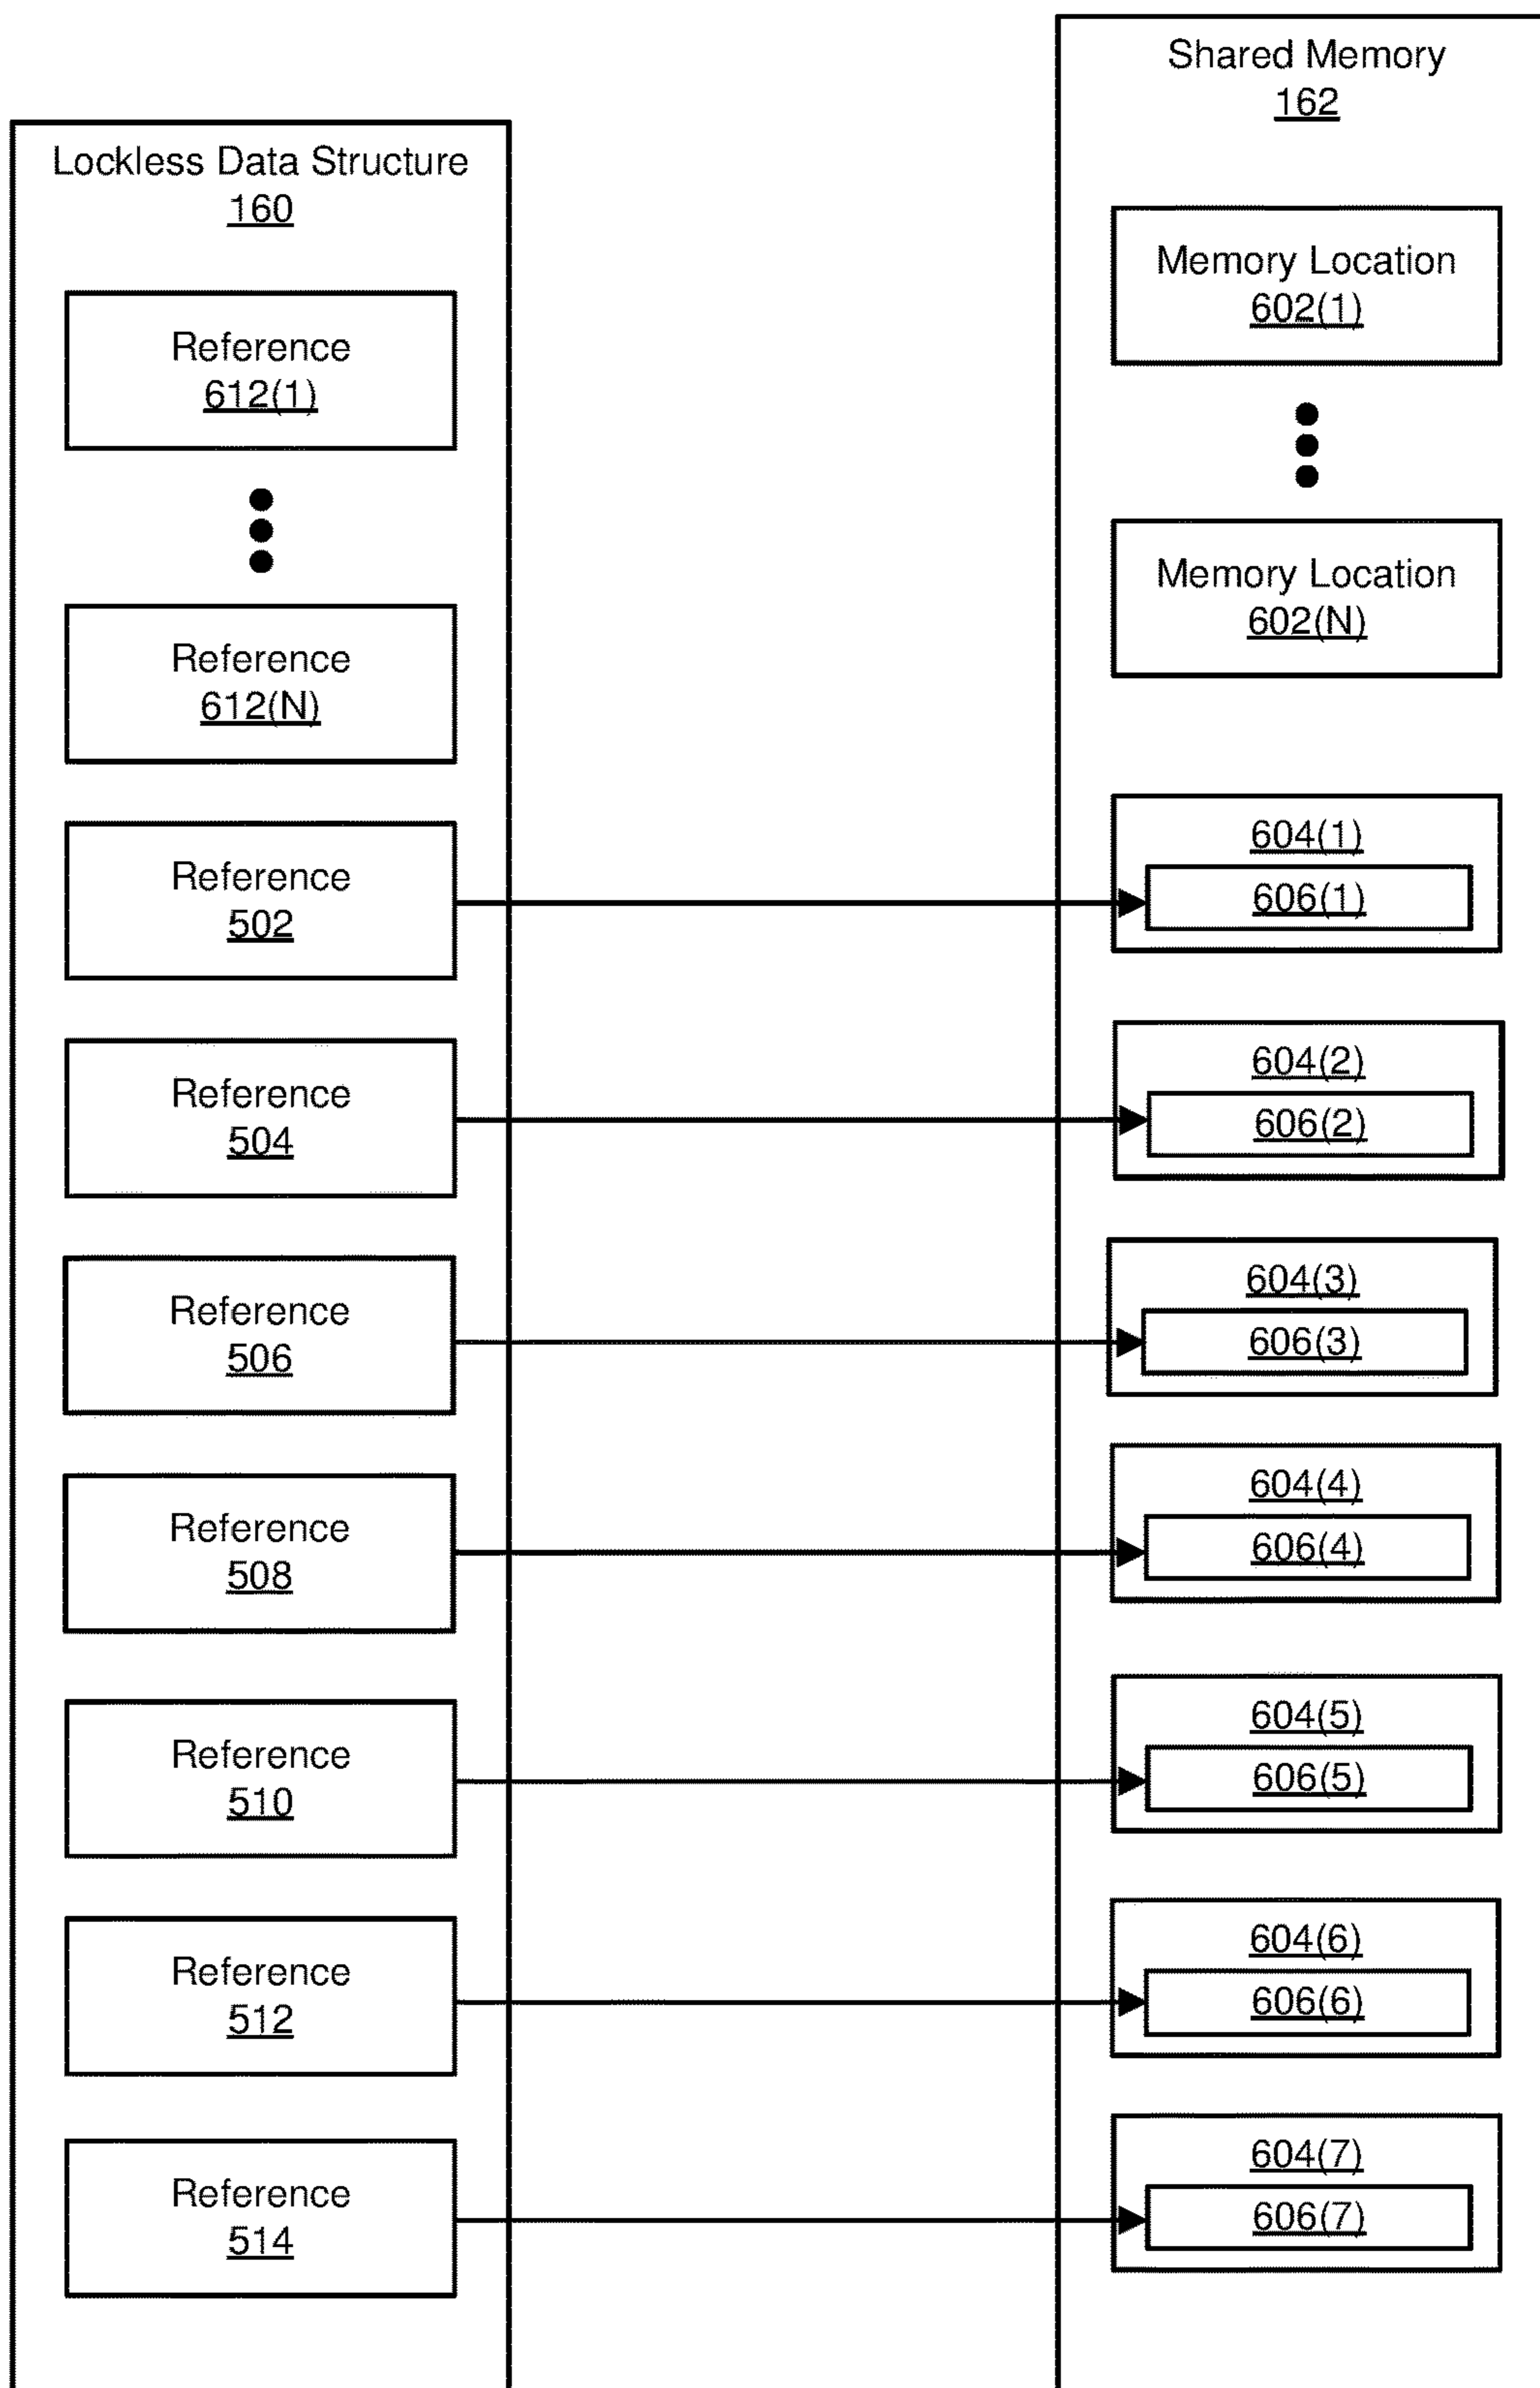 Lockless Data Structure
160
Reference
612(1)
Reference
612(N)
Reference
502
Reference
504
Reference
506
Reference
508
Reference
510
Reference
512
Reference
514
Shared Memory
162
Memory Location
602(1)
Memory Location
602(N)
604(1)
606(1)
604(2)
606(2)
604(3)
606(3)
604(4)
606(4)
604(5)
606(5)
604(6)
606(6)
604(7)
606(7)